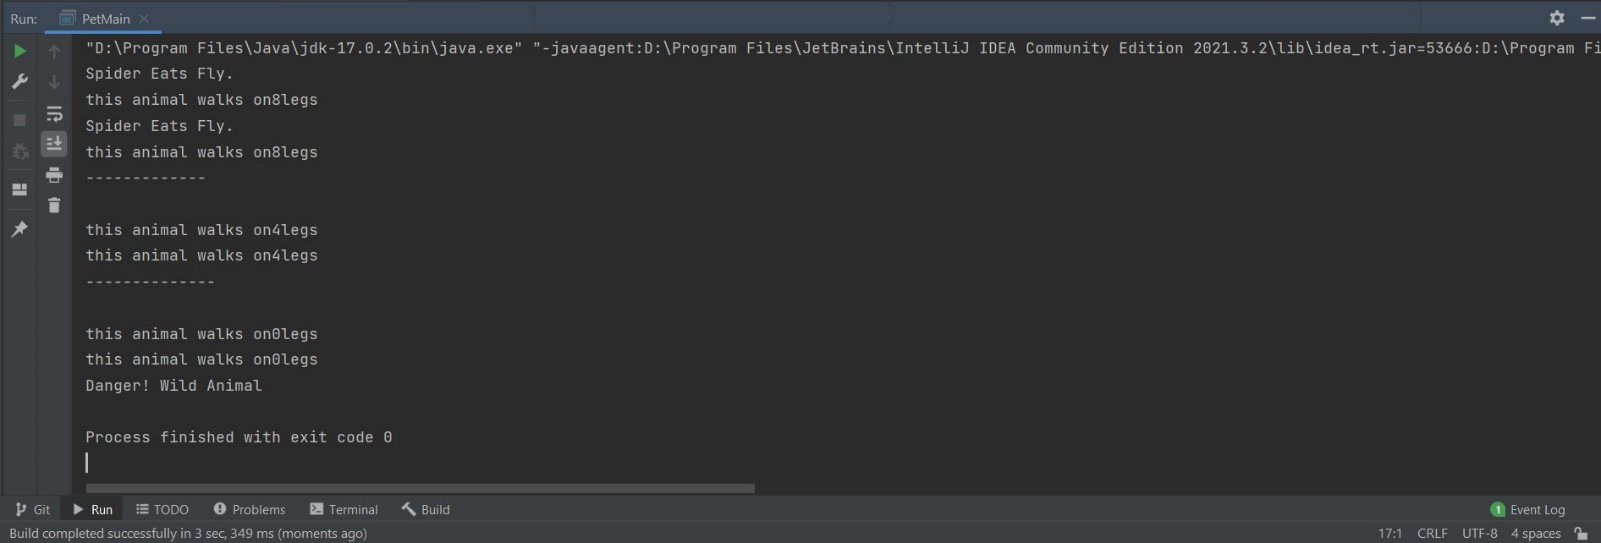 Run: PetMain
"D:\Program Files\Java\jdk-17.0.2\bin\java.exe" "-javaagent:D:\Program Files\JetBrains\IntelliJ IDEA Community Edition 2021.3.2\lib\idea_rt.jar=53666:D:\Program Fi
Spider Eats Fly.
this animal walks on8legs
Spider Eats Fly.
this animal walks on8legs
-------------
this animal walks on4legs
this animal walks on4legs
--------------
this animal walks on0legs
this animal walks on0legs
Danger! Wild Animal
Process finished with exit code 0
Git Run TODO Problems Terminal Build 1 Event Log
Build completed successfully in 3 sec, 349 ms (moments ago) 17:1 CRLF UTF-8 4 spaces